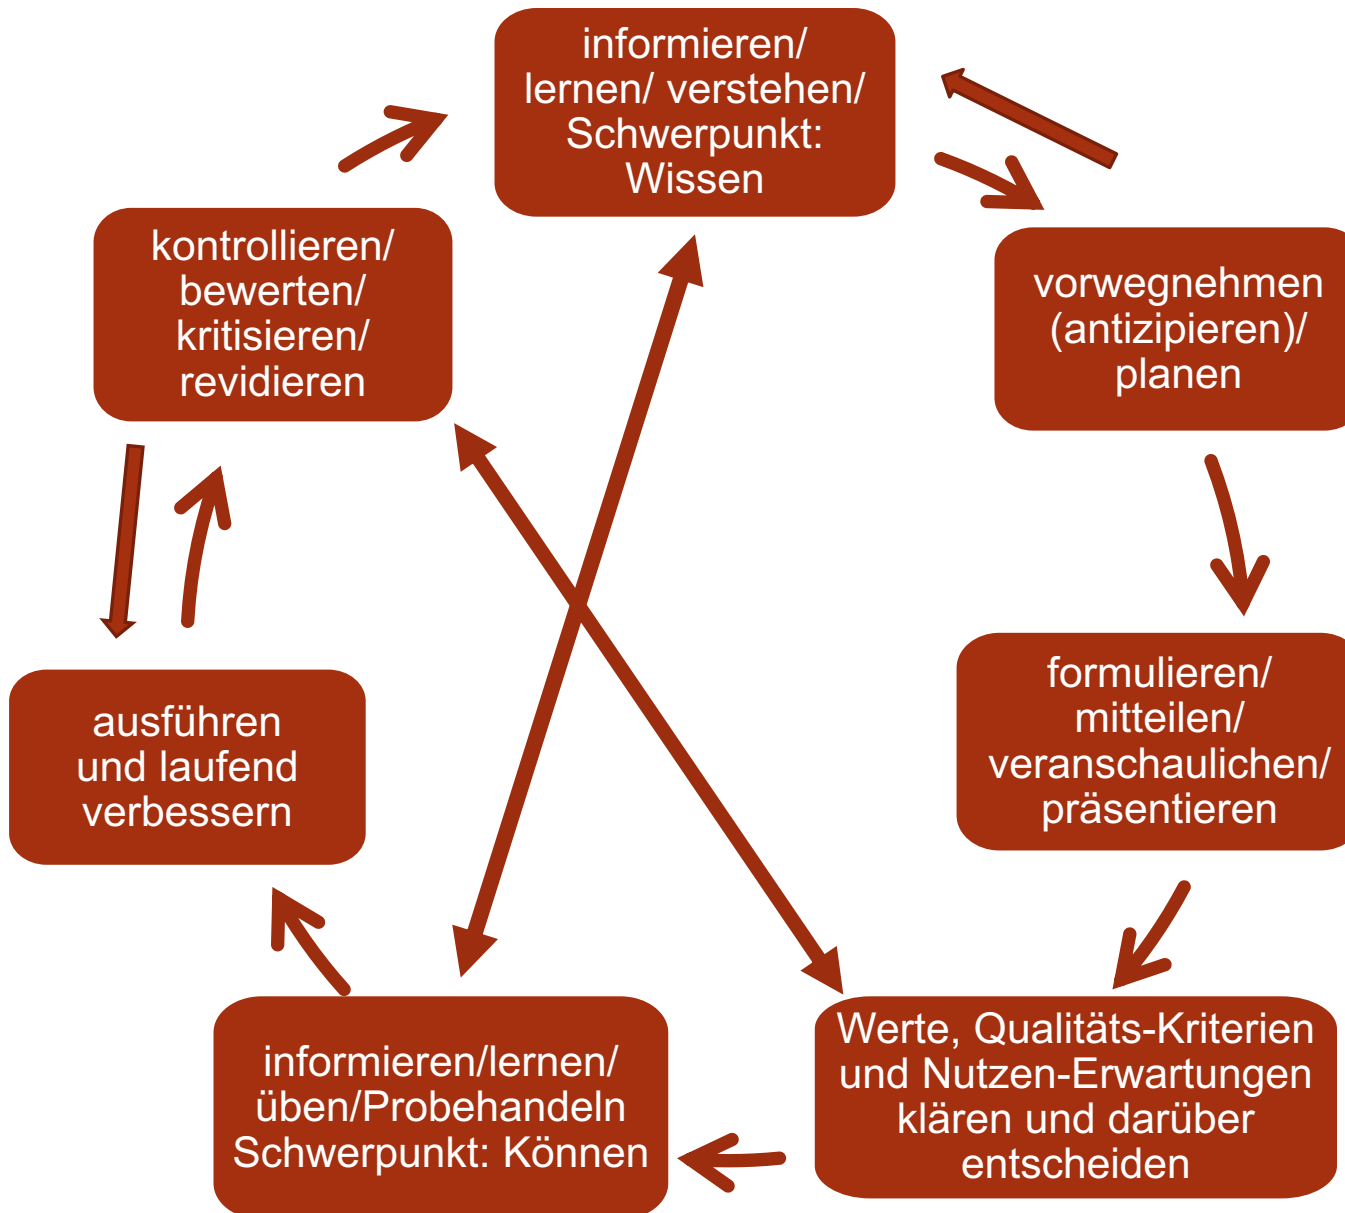 informieren/
lernen/ verstehen/
Schwerpunkt:
Wissen
vorwegnehmen
(antizipieren)/
planen
formulieren/
mitteilen/
veranschaulichen/
präsentieren
Werte, Qualitäts-Kriterien
und Nutzen-Erwartungen
klären und darüber
entscheiden
informieren/lernen/
üben/Probehandeln
Schwerpunkt: Können
ausführen
und laufend
verbessern
kontrollieren/
bewerten/
kritisieren/
revidieren